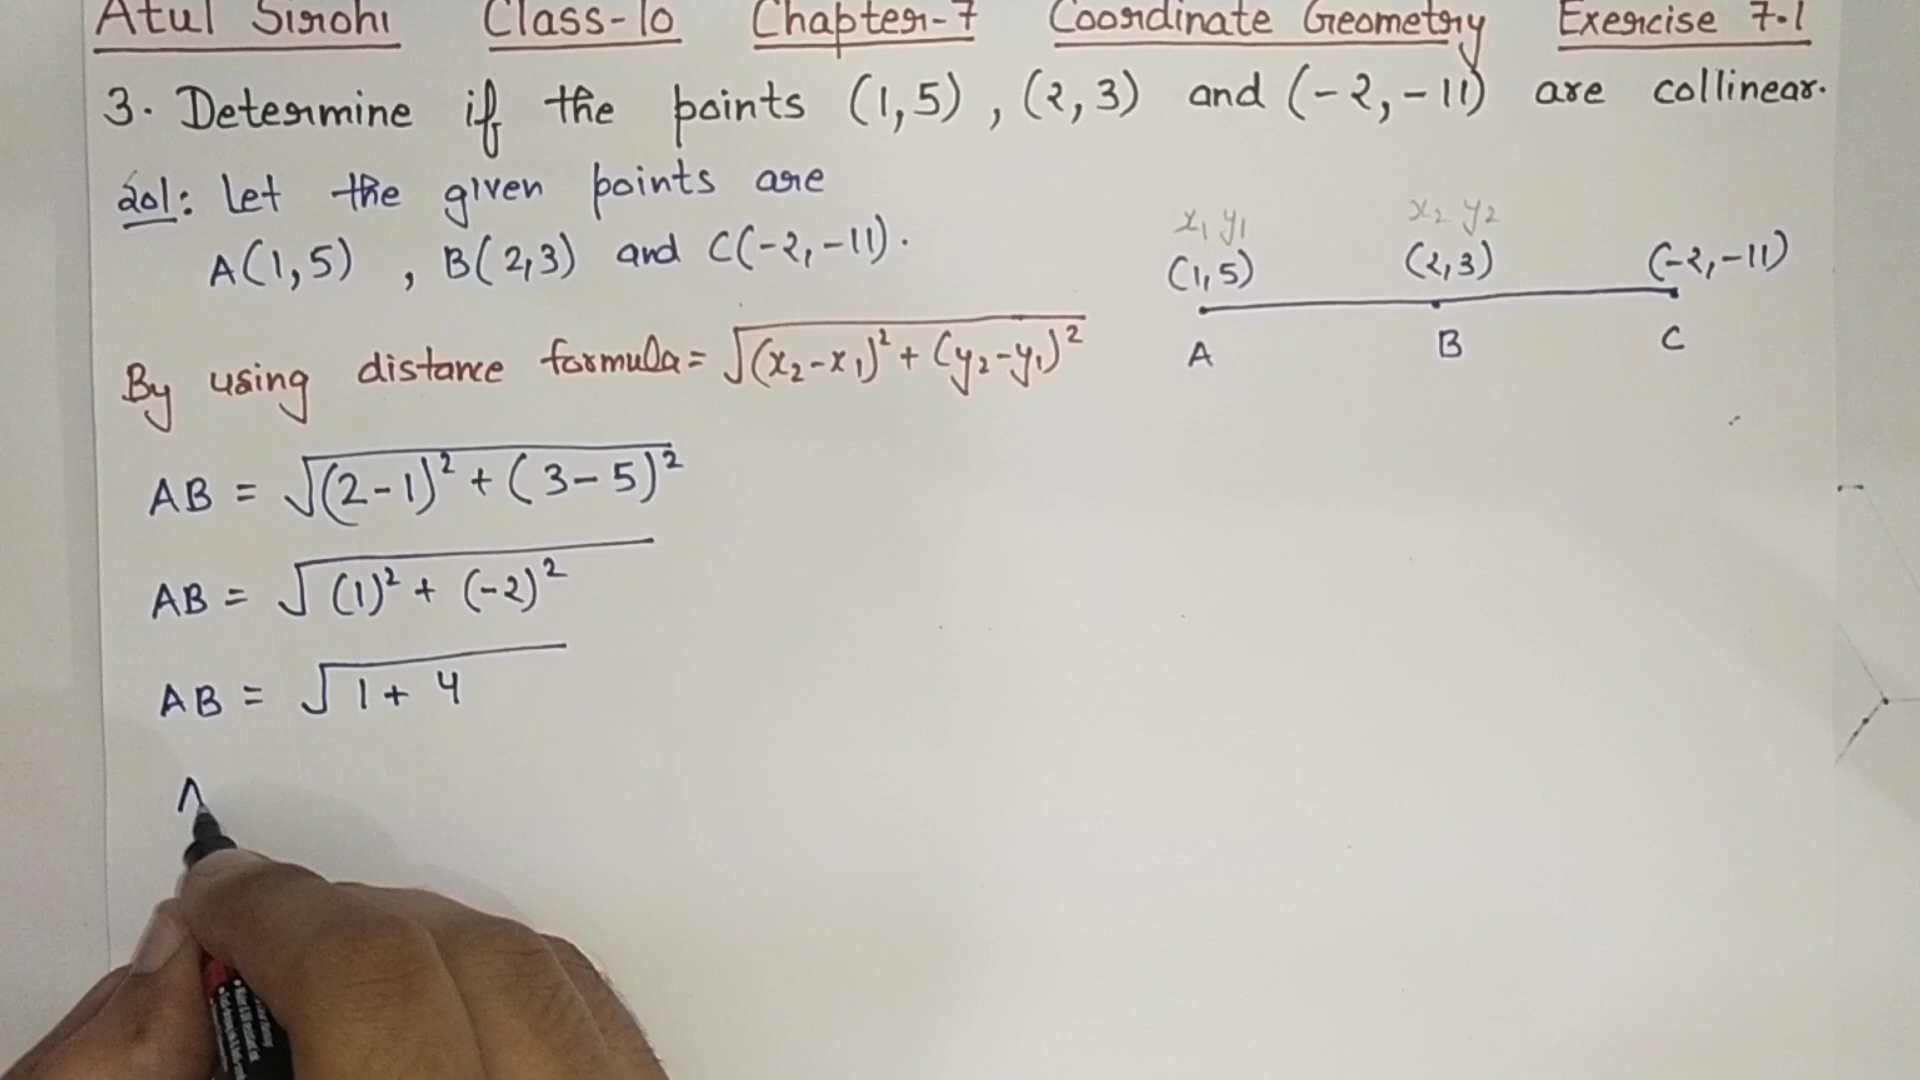 Atul Sirohi Class-10 Chapter-7 Coordinate Geometry Exercise 7.1
3. Determine if the points (1,5), (2,3) and (-2,-11) are collinear.
Sol: Let the given points are
A(1,5), B(2,3) and C(-2,-11).
x₁ y₁ x₂ y₂
(1,5) (2,3) (-2,-11)
A B C
By using distance formula = √(x₂-x₁)² + (y₂-y₁)²
AB = √(2-1)² + (3-5)²
AB = √(1)² + (-2)²
AB = √1+4